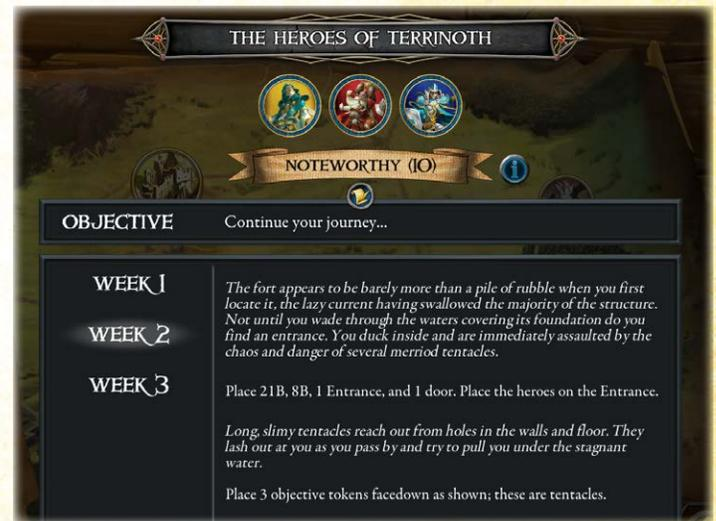 THE HEROES OF TERRINOTH
NOTEWORTHY (10)
i
OBJECTIVE
Continue your journey...
WEEK 1
WEEK 2
WEEK 3
The fort appears to be barely more than a pile of rubble when you first
locate it, the lazy current having swallowed the majority of the structure.
Not until you wade through the waters covering its foundation do you
find an entrance. You duck inside and are immediately assaulted by the
chaos and danger of several merriod tentacles.
Place 21B, 8B, 1 Entrance, and 1 door. Place the heroes on the Entrance.
Long, slimy tentacles reach out from holes in the walls and floor. They
lash out at you as you pass by and try to pull you under the stagnant
water.
Place 3 objective tokens facedown as shown; these are tentacles.